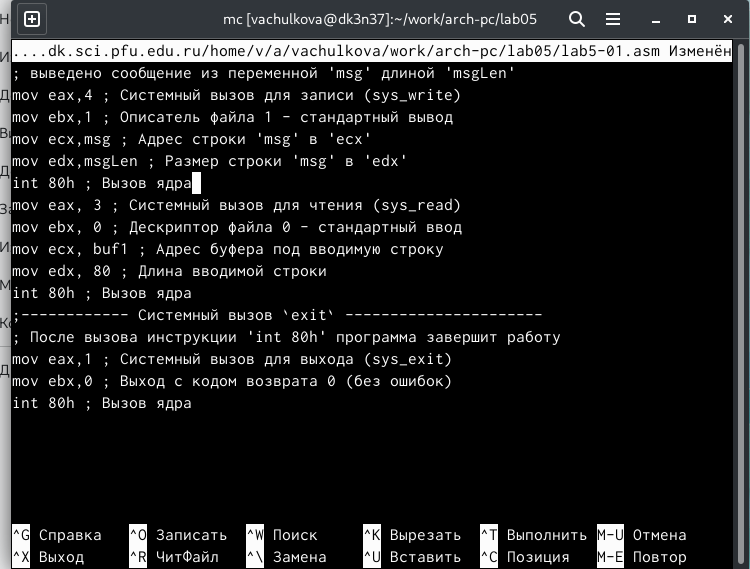 mc [vachulkova@dk3n37]:~/work/arch-pc/lab05
....dk.sci.pfu.edu.ru/home/v/a/vachulkova/work/arch-pc/lab05/lab5-01.asm Изменён
; выведено сообщение из переменной 'msg' длиной 'msgLen'
mov eax,4 ; Системный вызов для записи (sys_write)
mov ebx,1 ; Описатель файла 1 - стандартный вывод
mov ecx,msg ; Адрес строки 'msg' в 'ecx'
mov edx,msgLen ; Размер строки 'msg' в 'edx'
int 80h ; Вызов ядра
mov eax, 3 ; Системный вызов для чтения (sys_read)
mov ebx, 0 ; Дескриптор файла 0 - стандартный ввод
mov ecx, buf1 ; Адрес буфера под вводимую строку
mov edx, 80 ; Длина вводимой строки
int 80h ; Вызов ядра
;------------ Системный вызов `exit` ----------------------
; После вызова инструкции 'int 80h' программа завершит работу
mov eax,1 ; Системный вызов для выхода (sys_exit)
mov ebx,0 ; Выход с кодом возврата 0 (без ошибок)
int 80h ; Вызов ядра
^G Справка ^O Записать ^W Поиск ^K Вырезать ^T Выполнить M-U Отмена
^X Выход ^R ЧитФайл ^\ Замена ^U Вставить ^C Позиция M-E Повтор